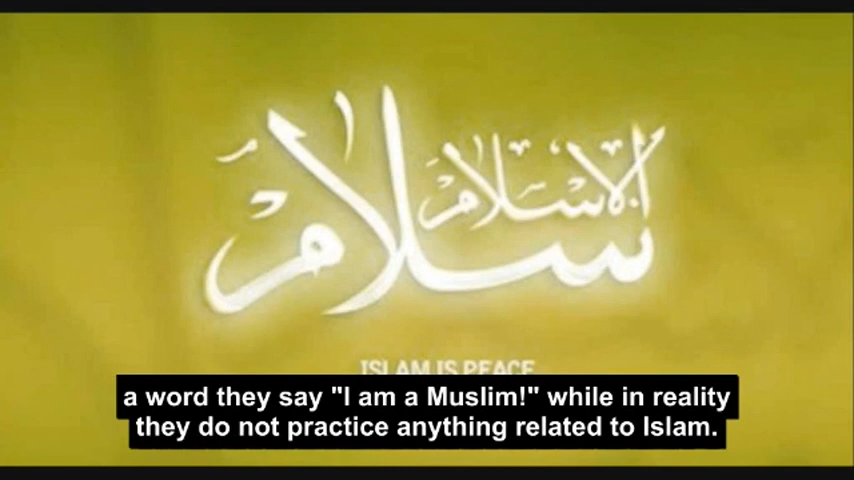 الإسلام
سلام
ISLAM IS PEACE
a word they say "I am a Muslim!" while in reality
they do not practice anything related to Islam.